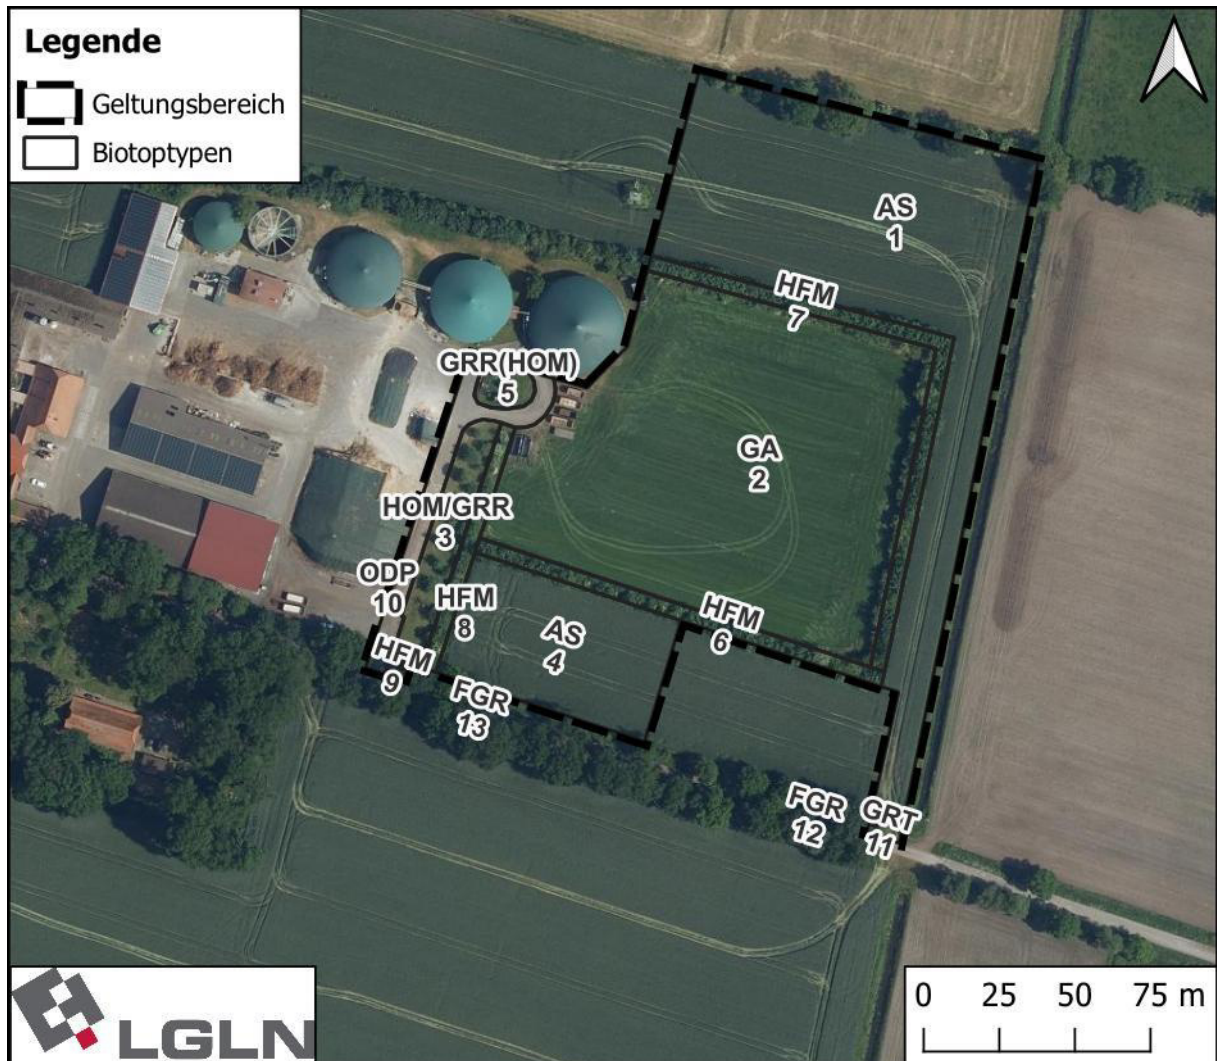 Legende
Geltungsbereich
Biotoptypen
AS
1
HFM
7
GRR(HOM)
5
GA
2
HOM/GRR
3
ODP
10
HFM
8
HFM
6
AS
4
HFM
9
FGR
13
FGR
12
GRT
11
LGLN
0 25 50 75 m